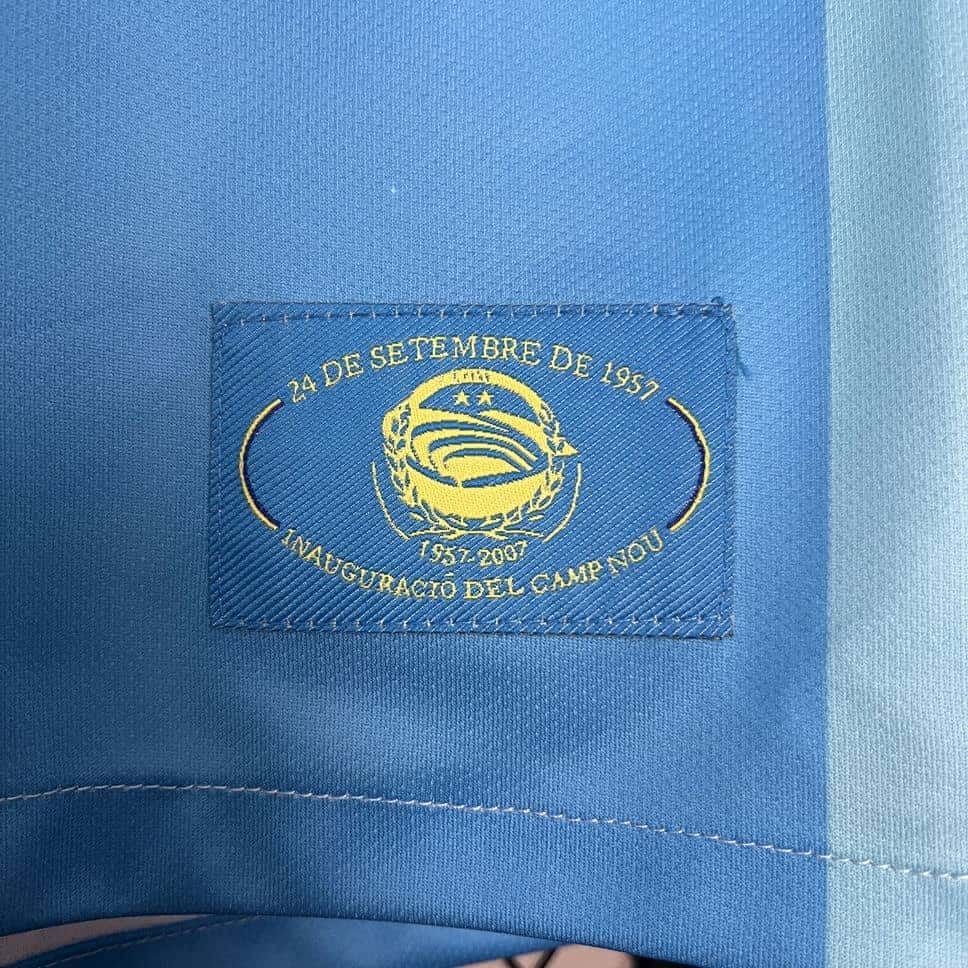 24 DE SETEMBRE DE 1957
1957-2007
INAUGURACIÓ DEL CAMP NOU